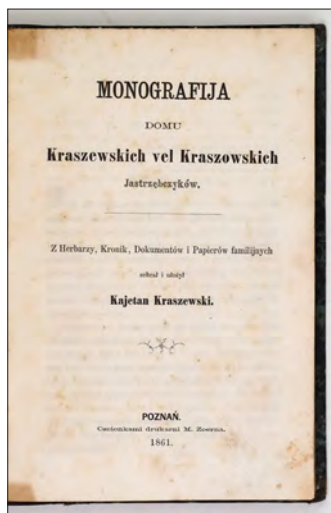 MONOGRAFIJA
DOMU
Kraszewskich vel Kraszowskich
Jastrzębczyków.
Z Herbarzy, Kronik, Dokumentów i Papierów familijnych
zebrał i ułożył
Kajetan Kraszewski.
POZNAŃ.
Czcionkami drukarni M. Zoerna.
1861.